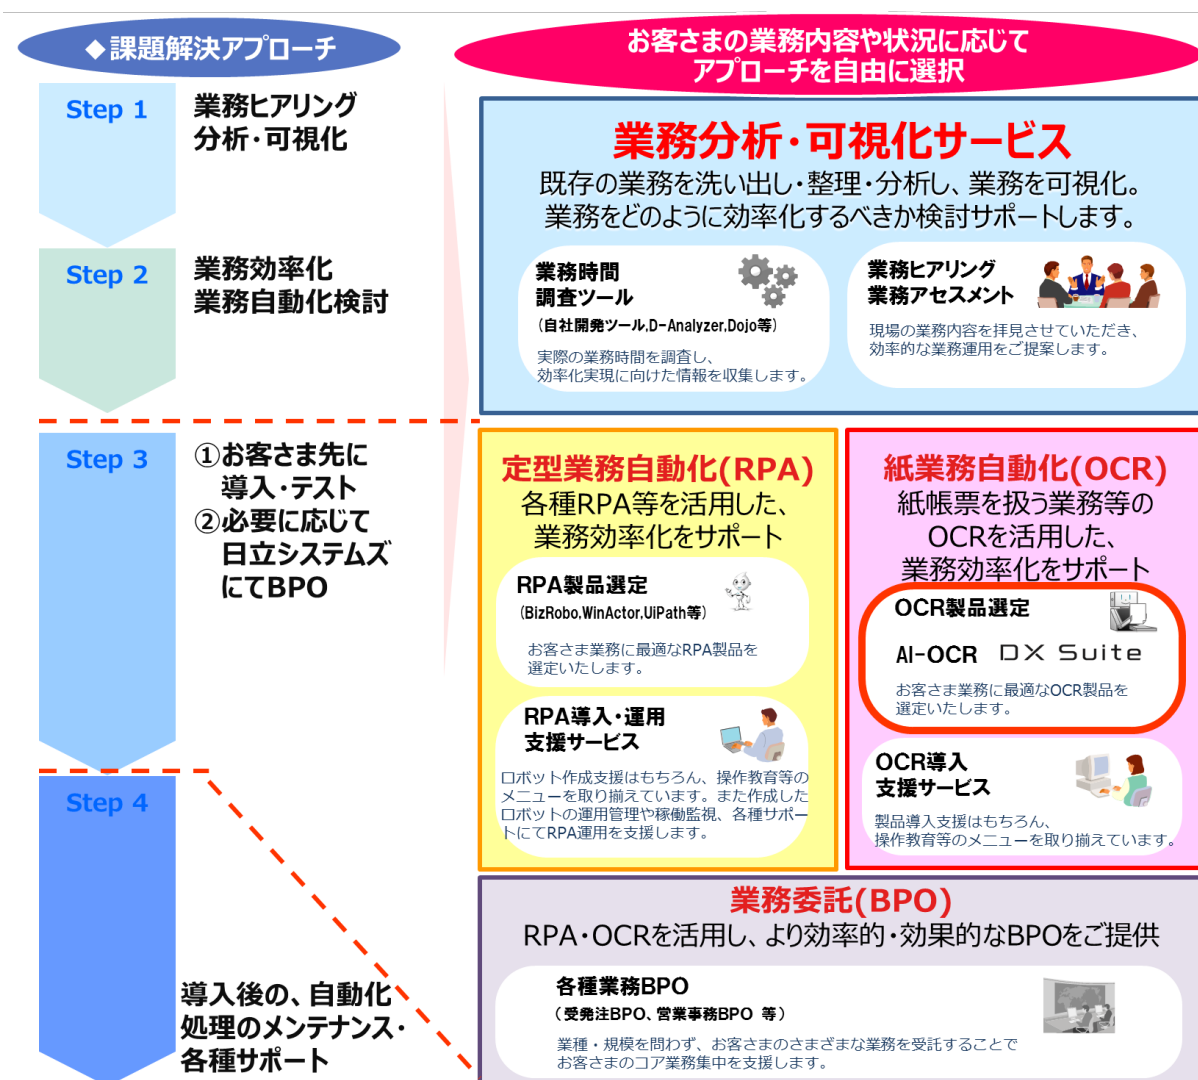 ◆課題解決アプローチ
お客さまの業務内容や状況に応じて
アプローチを自由に選択
Step 1
業務ヒアリング
分析・可視化
Step 2
業務効率化
業務自動化検討
Step 3
①お客さま先に
導入・テスト
②必要に応じて
日立システムズ
にてBPO
Step 4
導入後の、自動化
処理のメンテナンス・
各種サポート
業務分析・可視化サービス
既存の業務を洗い出し・整理・分析し、業務を可視化。
業務をどのように効率化するべきか検討サポートします。
業務時間
調査ツール
(自社開発ツール,D-Analyzer,Dojo等)
実際の業務時間を調査し、
効率化実現に向けた情報を収集します。
業務ヒアリング
業務アセスメント
現場の業務内容を拝見させていただき、
効率的な業務運用をご提案します。
定型業務自動化(RPA)
各種RPA等を活用した、
業務効率化をサポート
RPA製品選定
(BizRobo,WinActor,UiPath等)
お客さま業務に最適なRPA製品を
選定いたします。
RPA導入・運用
支援サービス
ロボット作成支援はもちろん、操作教育等の
メニューを取り揃えています。また作成した
ロボットの運用管理や稼働監視、各種サポー
トにてRPA運用を支援します。
紙業務自動化(OCR)
紙帳票を扱う業務等の
OCRを活用した、
業務効率化をサポート
OCR製品選定
AI-OCR DX Suite
お客さま業務に最適なOCR製品を
選定いたします。
OCR導入
支援サービス
製品導入支援はもちろん、
操作教育等のメニューを取り揃えています。
業務委託(BPO)
RPA・OCRを活用し、より効率的・効果的なBPOをご提供
各種業務BPO
(受発注BPO、営業事務BPO 等)
業種・規模を問わず、お客さまのさまざまな業務を受託することで
お客さまのコア業務集中を支援します。